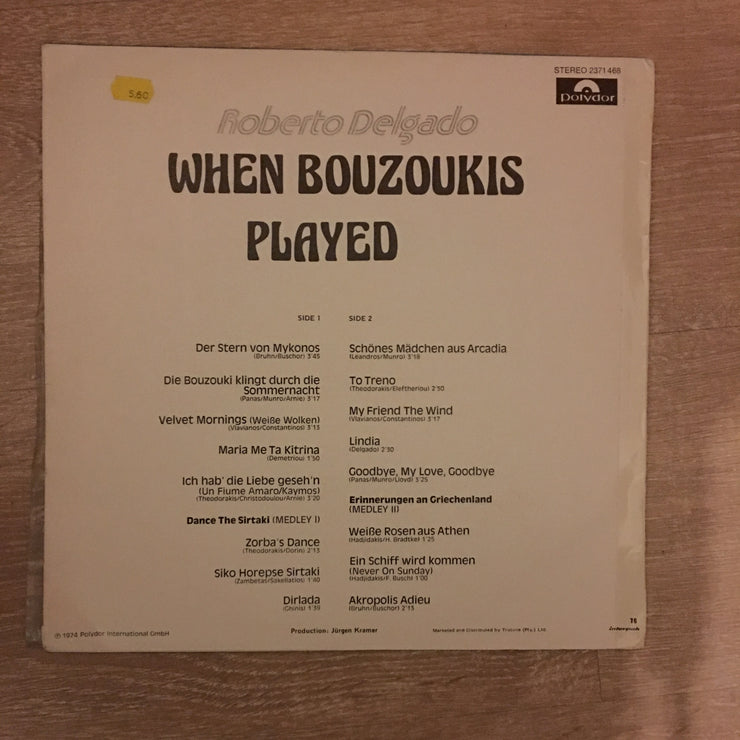 STEREO 2371 468
polydor
5.60
Roberto Delgado
WHEN BOUZOUKIS
PLAYED
SIDE 1
Der Stern von Mykonos
(Bruhn/Buschor) 3'45
Die Bouzouki klingt durch die
Sommernacht
(Panas/Munro/Arnie) 3'17
Velvet Mornings (Weiße Wolken)
(Vlavianos/Constantinos) 3'13
Maria Me Ta Kitrina
(Demetriou) 1'50
Ich hab' die Liebe geseh'n
(Un Fiume Amaro/Kaymos)
(Theodorakis/Christodoulou/Arnie) 3'20
Dance The Sirtaki (MEDLEY I)
Zorba's Dance
(Theodorakis/Dorin) 2'13
Siko Horepse Sirtaki
(Zambetas/Sakellatios) 1'40
Dirlada
(Ghinis) 1'39
SIDE 2
Schönes Mädchen aus Arcadia
(Leandros/Munro) 3'18
To Treno
(Theodorakis/Eleftheriou) 2'50
My Friend The Wind
(Vlavianos/Constantinos) 3'17
Lindia
(Delgado) 2'30
Goodbye, My Love, Goodbye
(Panas/Munro/Lloyd) 3'25
Erinnerungen an Griechenland
(MEDLEY II)
Weiße Rosen aus Athen
(Hadjidakis/H. Bradtke) 1'25
Ein Schiff wird kommen
(Never On Sunday)
(Hadjidakis/F. Busch) 1'00
Akropolis Adieu
(Bruhn/Buschor) 2'13
℗ 1974 Polydor International GmbH
Production: Jürgen Kramer
Marketed and Distributed by Trutone (Pty.) Ltd.
16